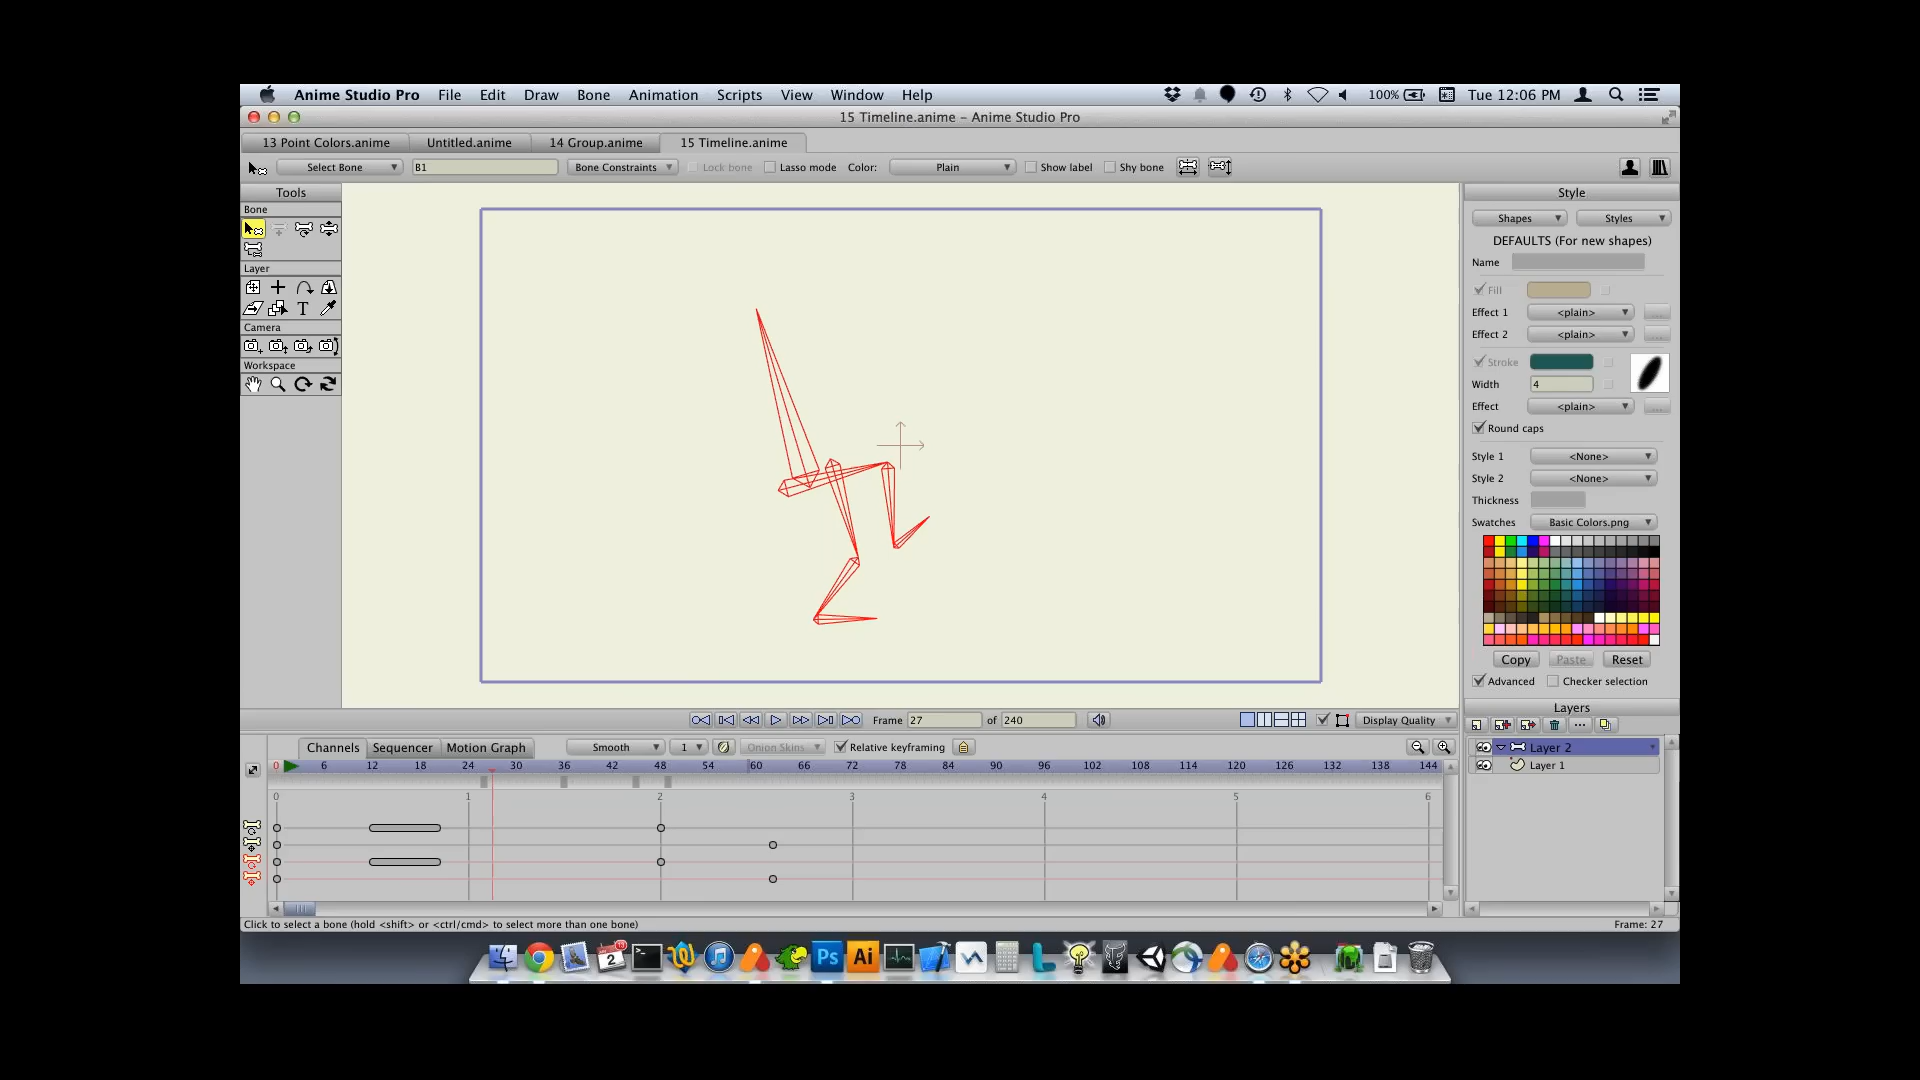 Anime Studio Pro File Edit Draw Bone Animation Scripts View Window Help 100% Tue 12:06 PM
15 Timeline.anime – Anime Studio Pro
13 Point Colors.anime Untitled.anime 14 Group.anime 15 Timeline.anime
Select Bone B1 Bone Constraints Lock bone Lasso mode Color: Plain Show label Shy bone
Tools
Bone
Layer
T
Camera
Workspace
Style
Shapes Styles
DEFAULTS (For new shapes)
Name
Fill
Effect 1 <plain> ...
Effect 2 <plain> ...
Stroke
Width 4
Effect <plain> ...
Round caps
Style 1 <None>
Style 2 <None>
Thickness
Swatches Basic Colors.png
Copy Paste Reset
Advanced Checker selection
Layers
Layer 2
Layer 1
Frame 27 of 240 Display Quality
Channels Sequencer Motion Graph Smooth 1 Onion Skins Relative keyframing
0 6 12 18 24 30 36 42 48 54 60 66 72 78 84 90 96 102 108 114 120 126 132 138 144
0 1 2 3 4 5 6
Click to select a bone (hold <shift> or <ctrl/cmd> to select more than one bone) Frame: 27
2 Ps Ai